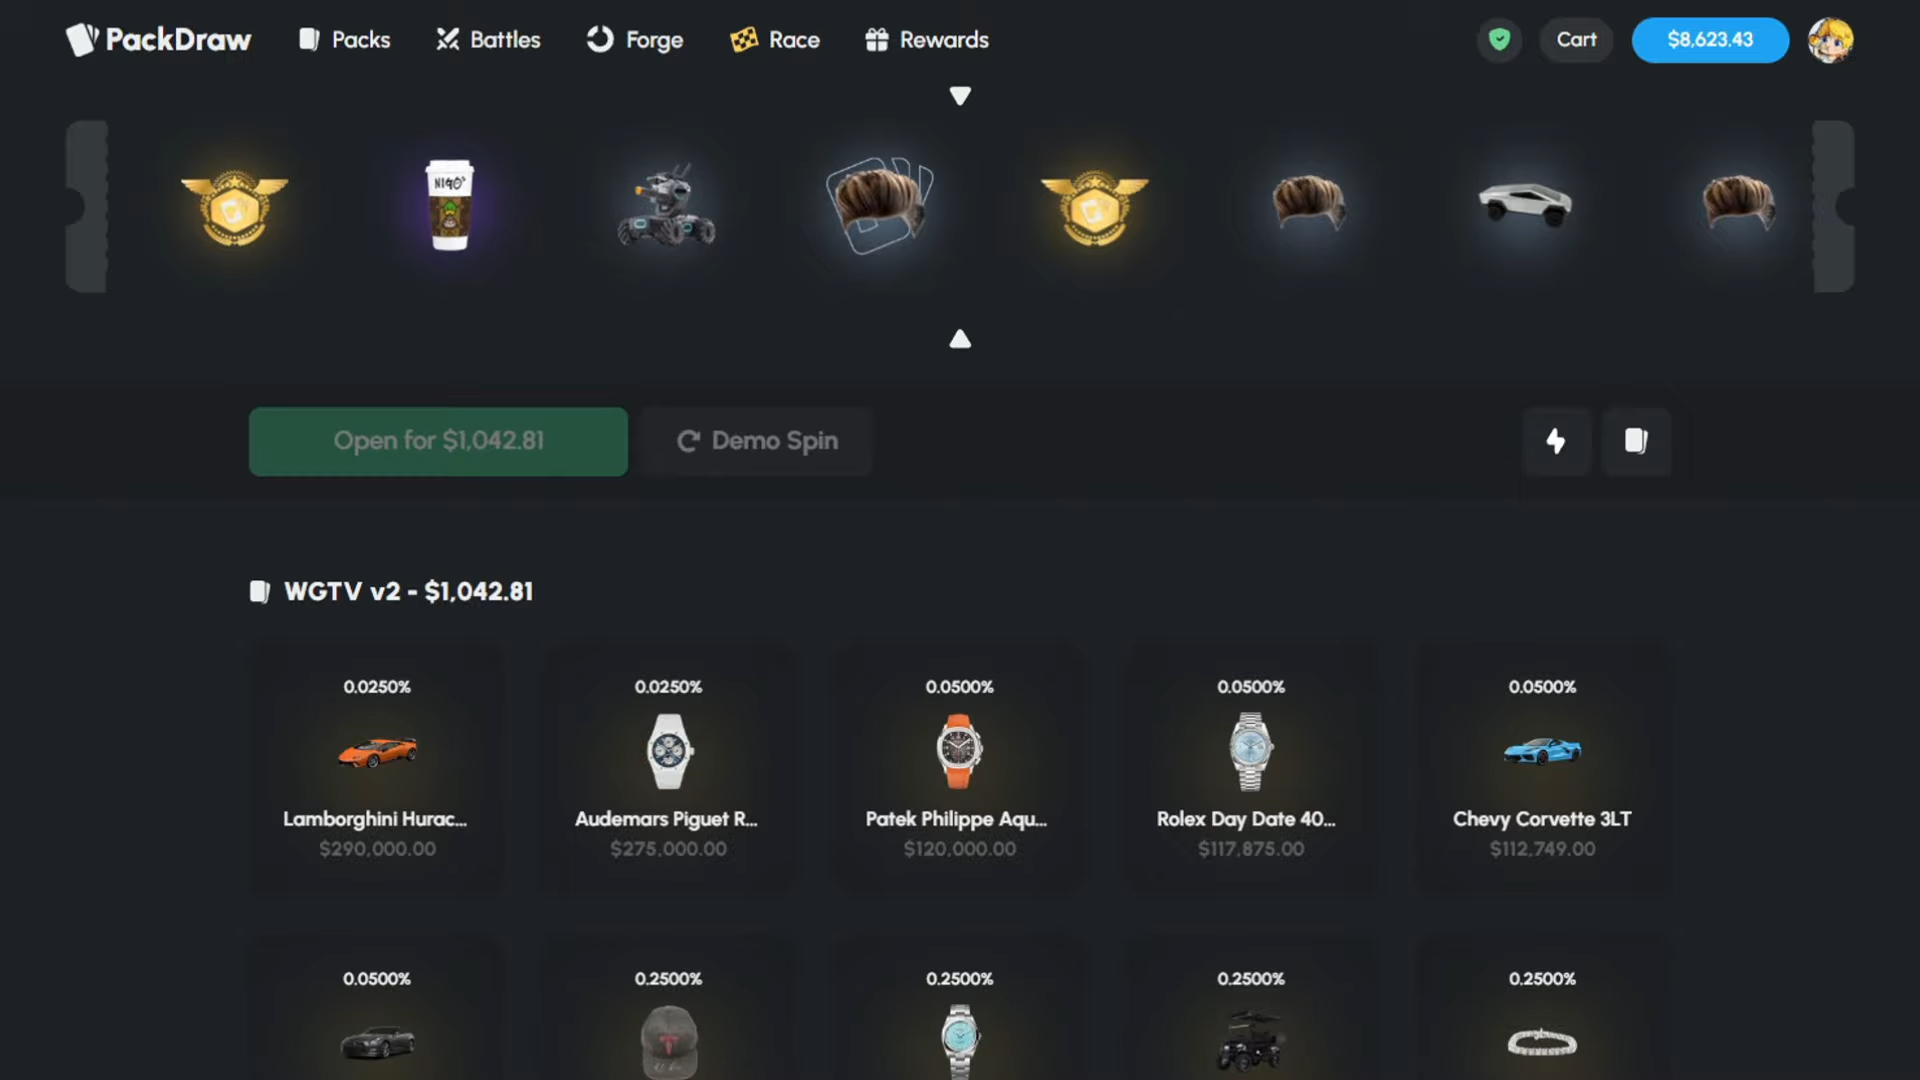 PackDraw
Packs
Battles
Forge
Race
Rewards
Cart
$8,623.43
Open for $1,042.81
Demo Spin
WGTV v2 - $1,042.81
0.0250%
0.0250%
0.0500%
0.0500%
0.0500%
Lamborghini Hurac...
Audemars Piguet R...
Patek Philippe Aqu...
Rolex Day Date 40...
Chevy Corvette 3LT
$290,000.00
$275,000.00
$120,000.00
$117,875.00
$112,749.00
0.0500%
0.2500%
0.2500%
0.2500%
0.2500%